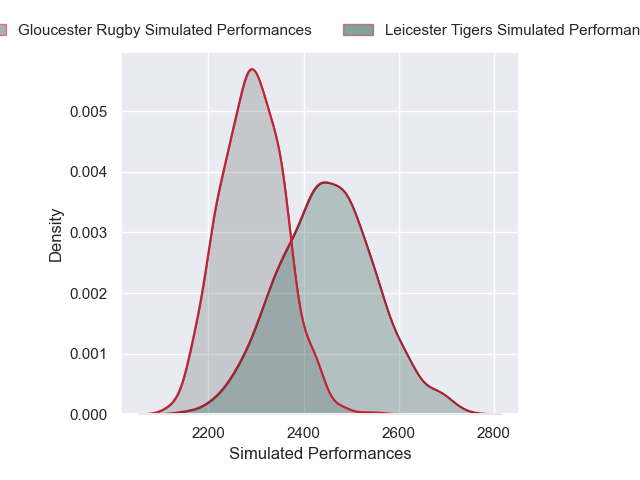 Gloucester Rugby Simulated Performances
Leicester Tigers Simulated Performan
0.005
0.004
0.003
0.002
0.001
0.000
Density
2200
2400
2600
2800
Simulated Performances